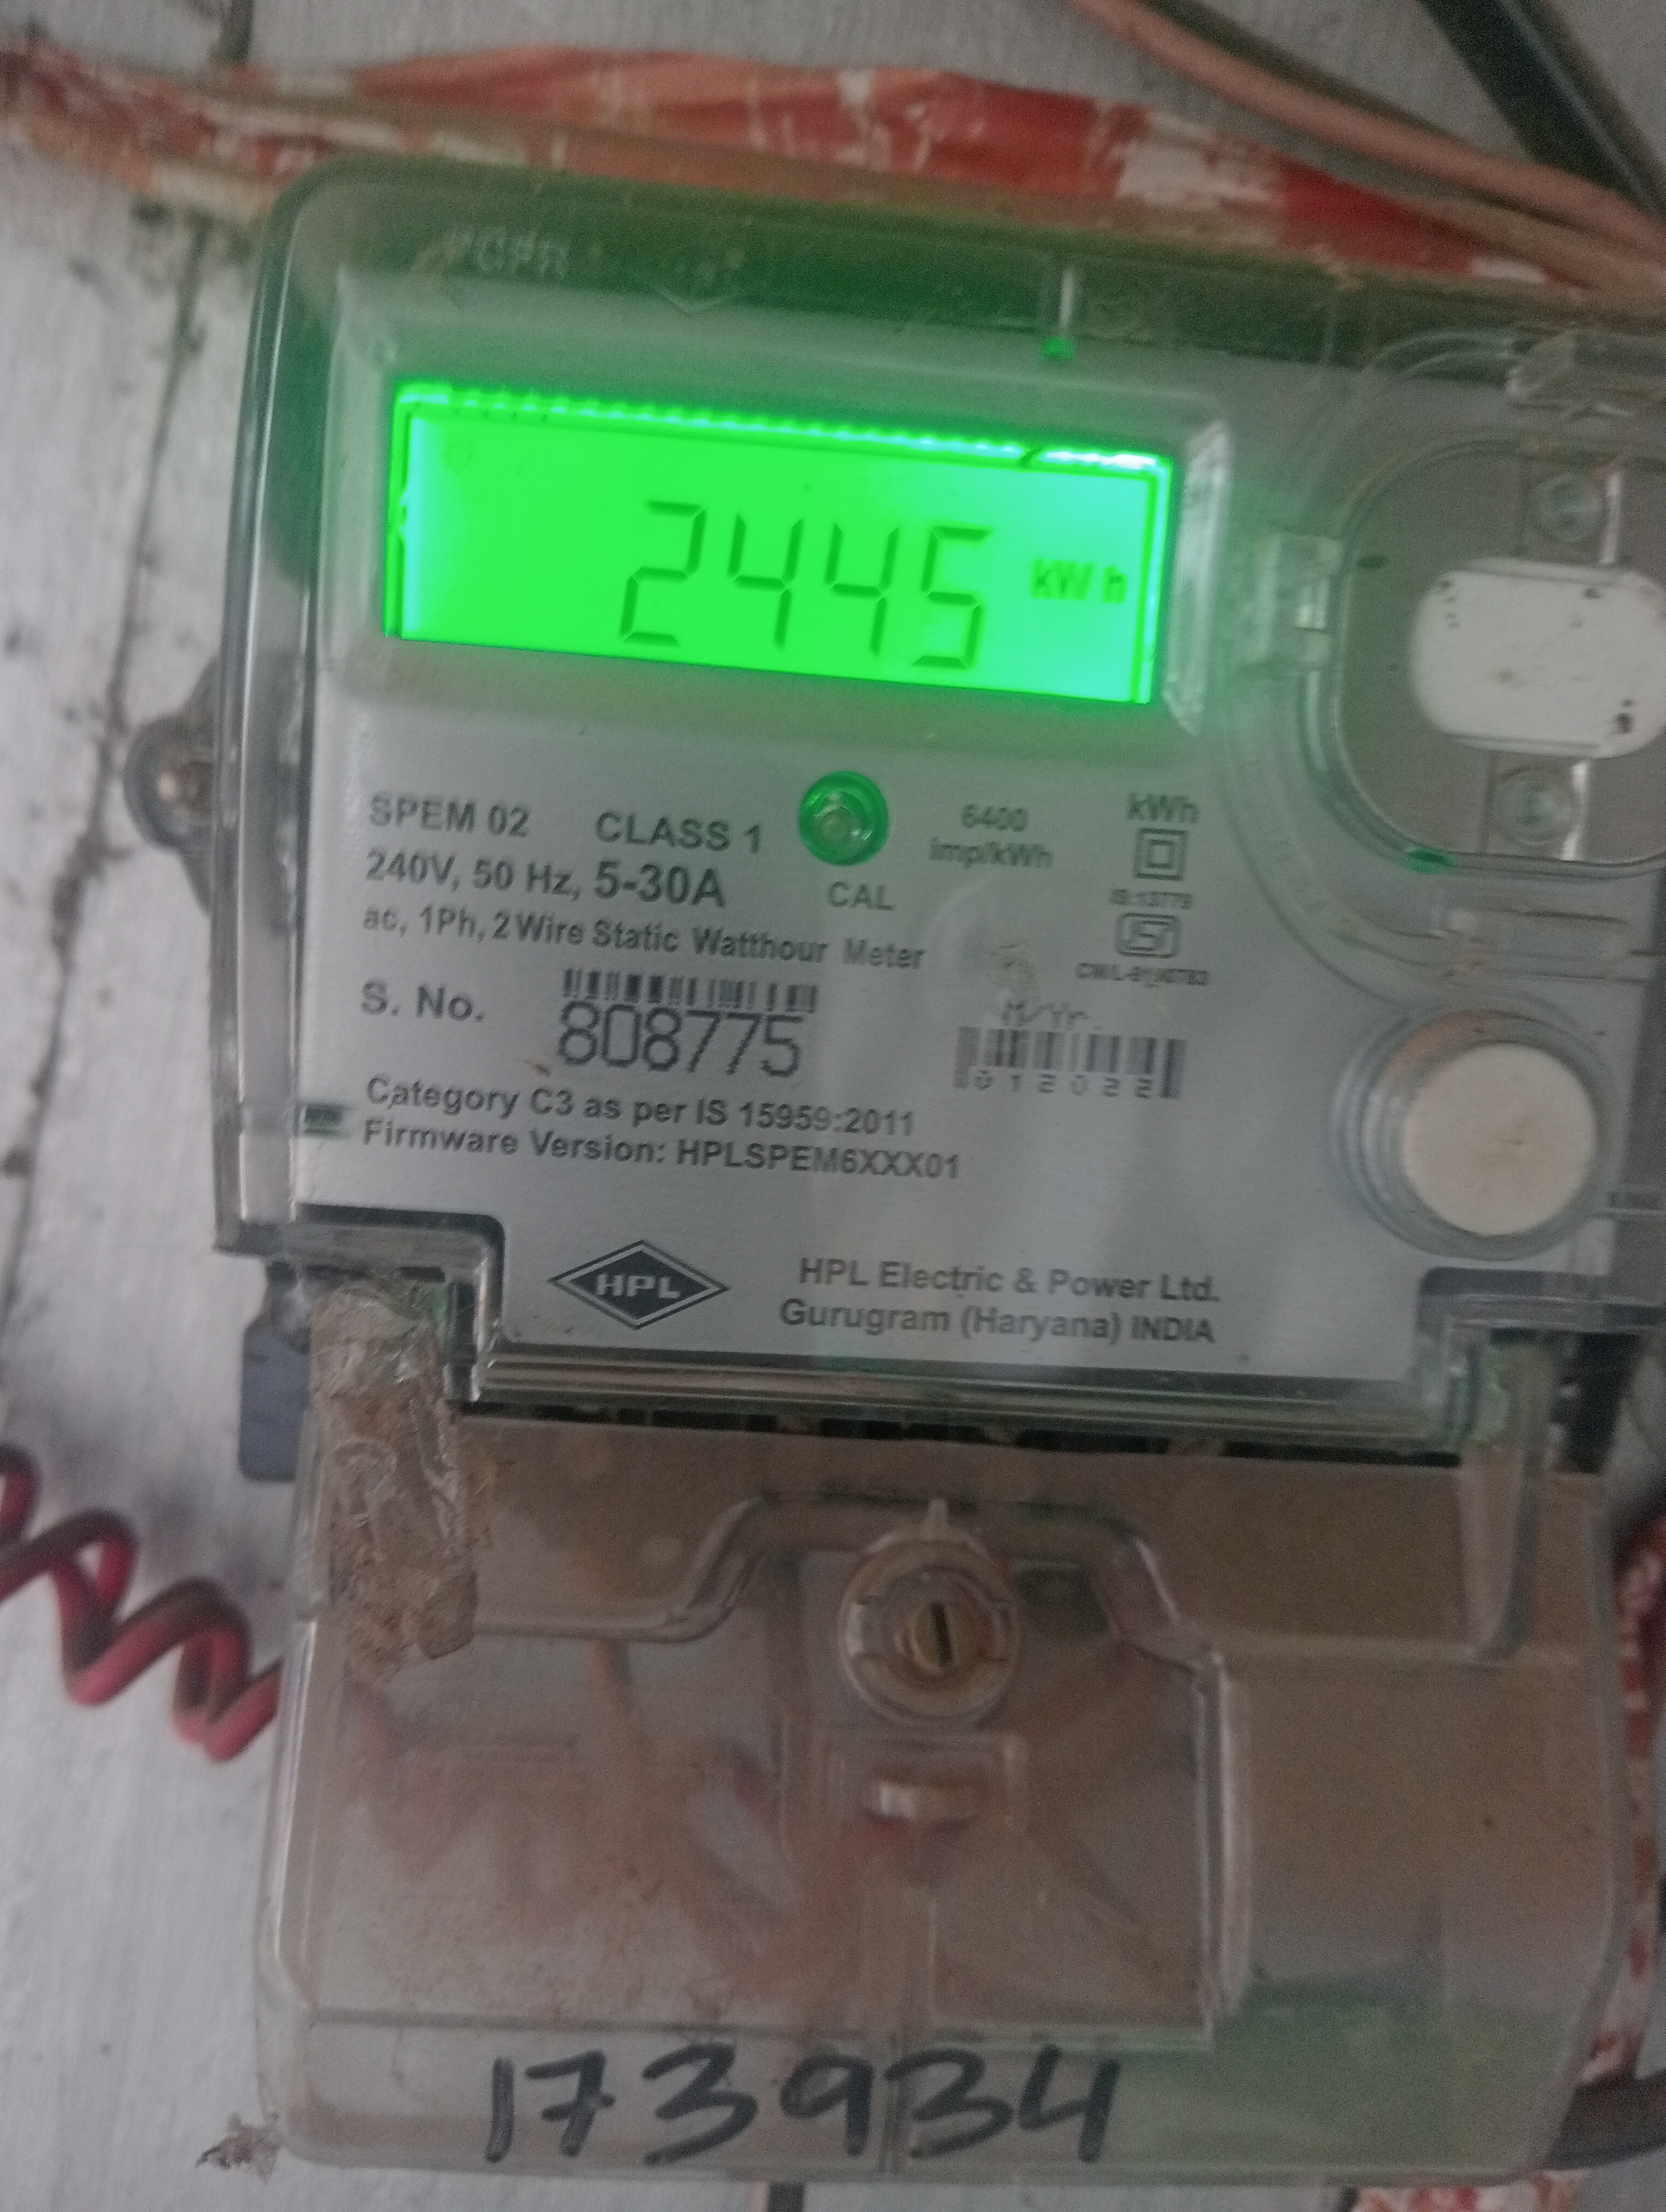 2445 kWh
SPEM 02 CLASS 1
6400
imp/kWh
kWh
240V, 50 Hz, 5-30A
CAL
IS:13779
ac, 1Ph, 2 Wire Static Watthour Meter
S. No.
808775
M/Yr.
012022
Category C3 as per IS 15959:2011
Firmware Version: HPLSPEM6XXX01
HPL
HPL Electric & Power Ltd.
Gurugram (Haryana) INDIA
173934